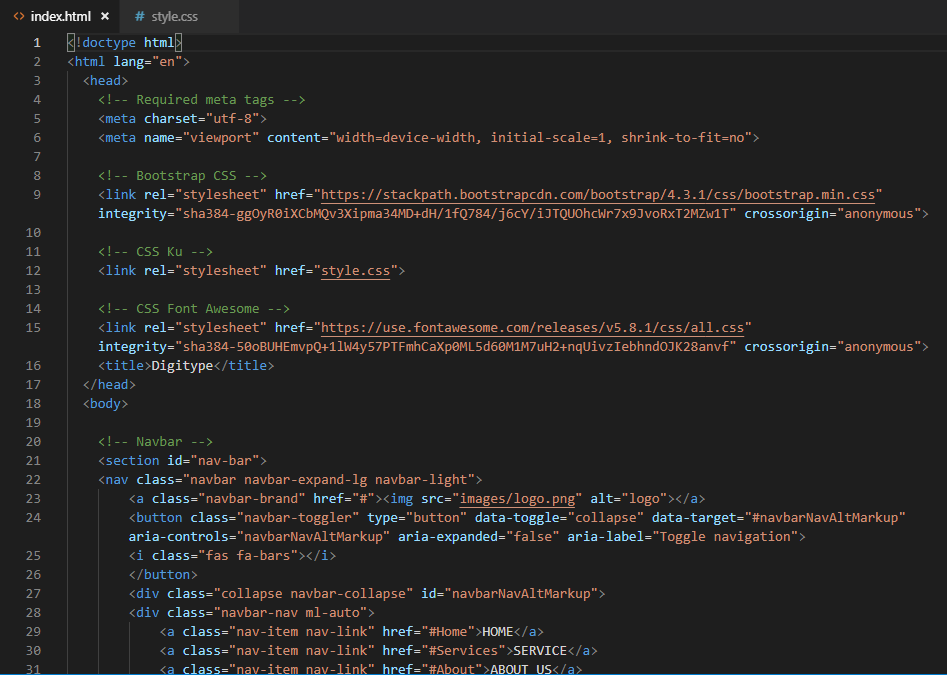 index.html × # style.css
1 <!doctype html>
2 <html lang="en">
3 <head>
4 <!-- Required meta tags -->
5 <meta charset="utf-8">
6 <meta name="viewport" content="width=device-width, initial-scale=1, shrink-to-fit=no">
7
8 <!-- Bootstrap CSS -->
9 <link rel="stylesheet" href="https://stackpath.bootstrapcdn.com/bootstrap/4.3.1/css/bootstrap.min.css"
integrity="sha384-ggOyR0iXCbMQv3Xipma34MD+dH/1fQ784/j6cY/iJTQUOhcWr7x9JvoRxT2MZw1T" crossorigin="anonymous">
10
11 <!-- CSS Ku -->
12 <link rel="stylesheet" href="style.css">
13
14 <!-- CSS Font Awesome -->
15 <link rel="stylesheet" href="https://use.fontawesome.com/releases/v5.8.1/css/all.css"
integrity="sha384-50oBUHEmvpQ+1lW4y57PTFmhCaXp0ML5d60M1M7uH2+nqUivzIebhndOJK28anvf" crossorigin="anonymous">
16 <title>Digitype</title>
17 </head>
18 <body>
19
20 <!-- Navbar -->
21 <section id="nav-bar">
22 <nav class="navbar navbar-expand-lg navbar-light">
23 <a class="navbar-brand" href="#"><img src="images/logo.png" alt="logo"></a>
24 <button class="navbar-toggler" type="button" data-toggle="collapse" data-target="#navbarNavAltMarkup"
aria-controls="navbarNavAltMarkup" aria-expanded="false" aria-label="Toggle navigation">
25 <i class="fas fa-bars"></i>
26 </button>
27 <div class="collapse navbar-collapse" id="navbarNavAltMarkup">
28 <div class="navbar-nav ml-auto">
29 <a class="nav-item nav-link" href="#Home">HOME</a>
30 <a class="nav-item nav-link" href="#Services">SERVICE</a>
31 <a class="nav-item nav-link" href="#About">ABOUT US</a>